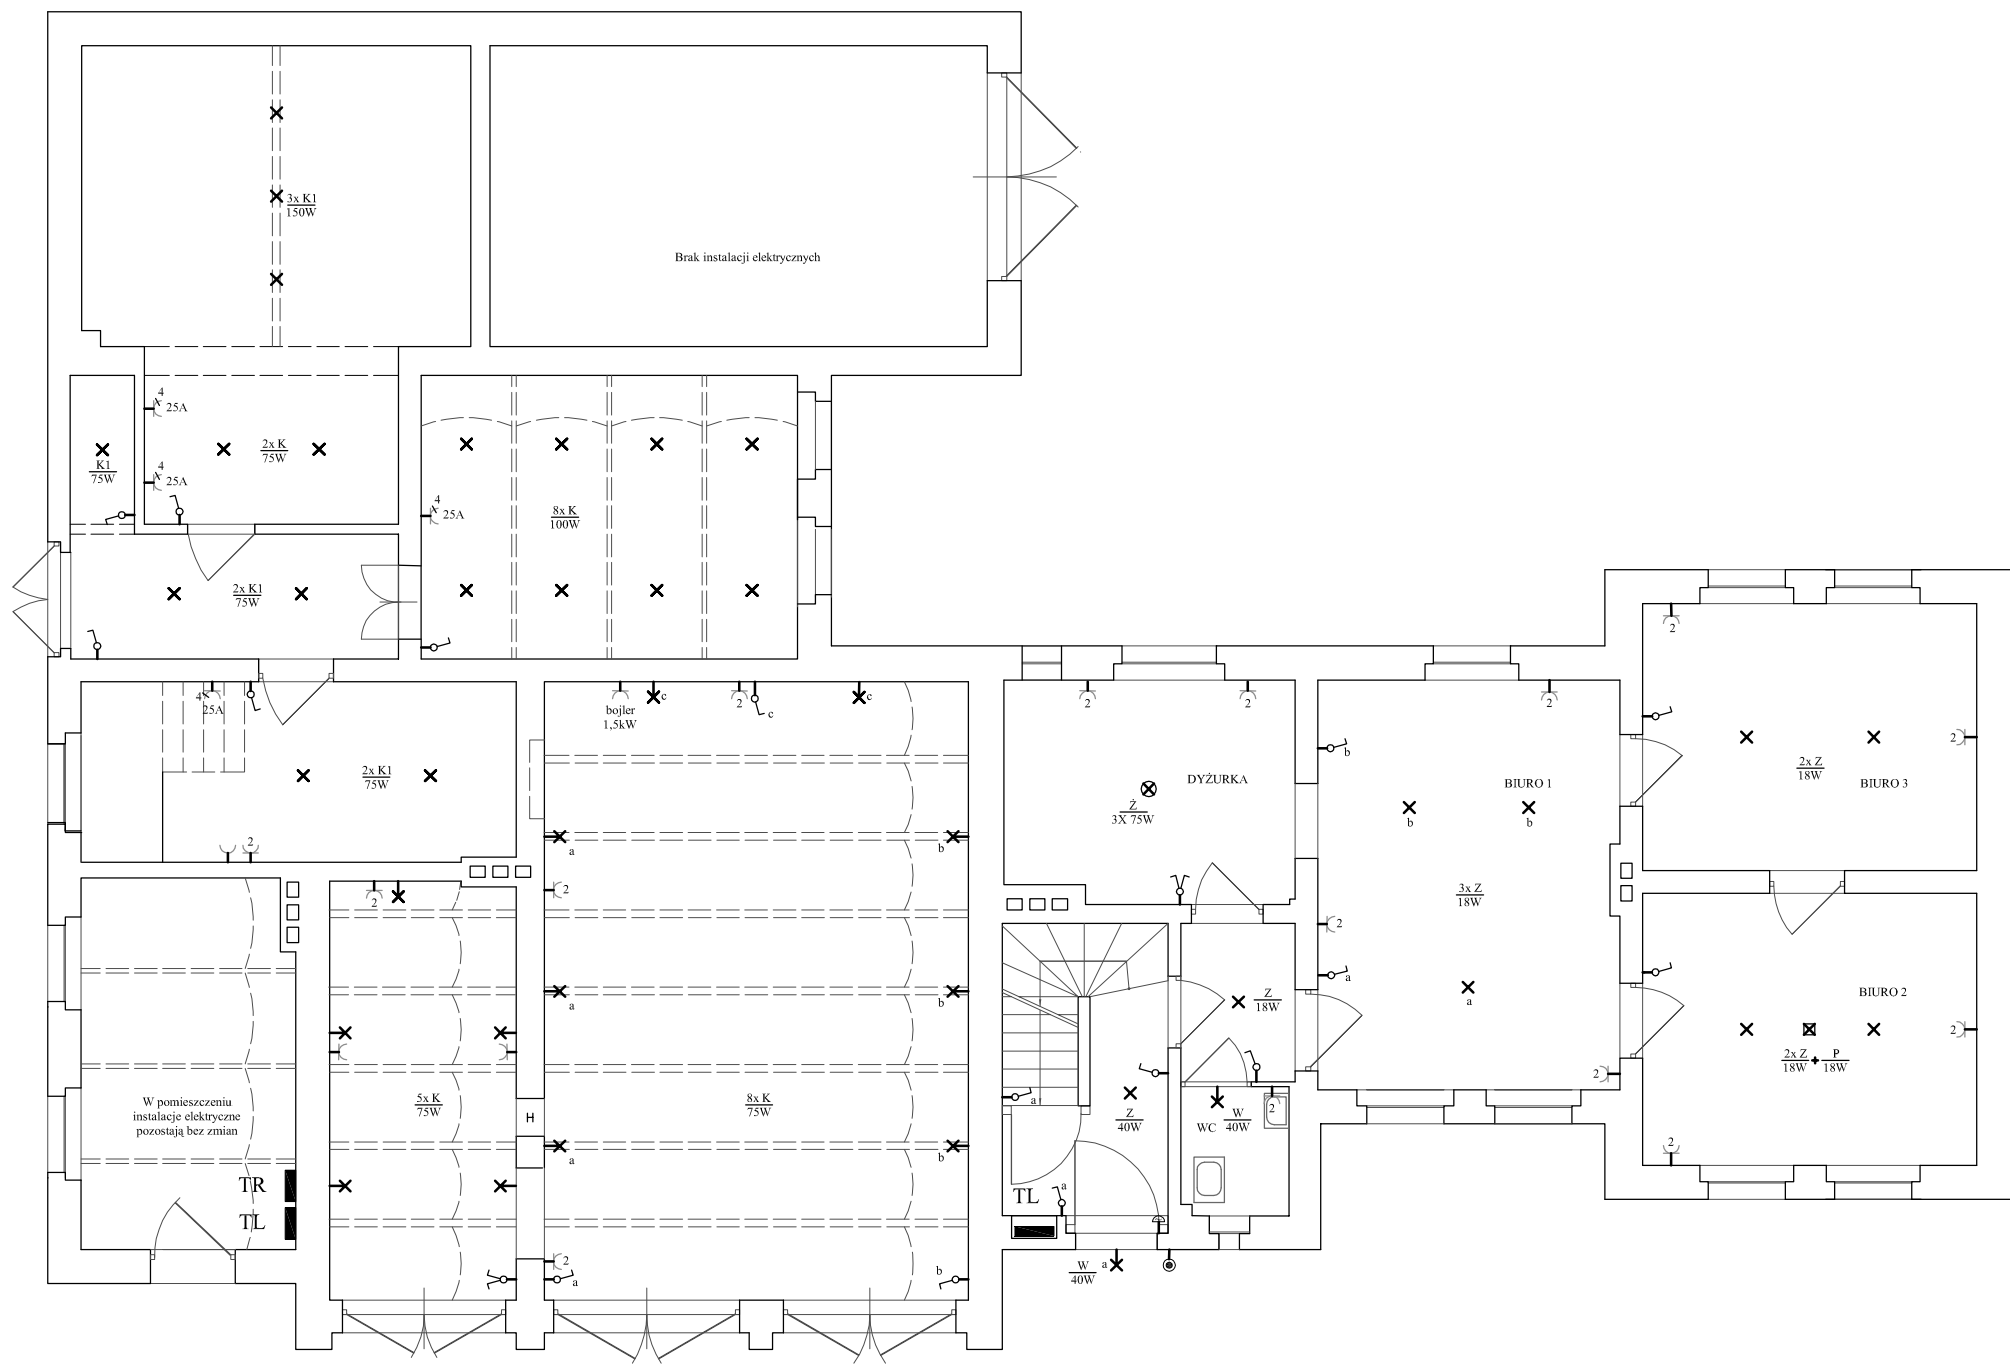 3x K1
150W
Brak instalacji elektrycznych
4
25A
2x K
75W
K1
75W
4
25A
4
25A
8x K
100W
2x K1
75W
2
4
25A
bojler
1,5kW
c
2
c
c
2
2
2
b
2x Z
18W
2
BIURO 3
DYŻURKA
Ż
3X 75W
BIURO 1
b
b
2x K1
75W
2
a
b
2
2
3x Z
18W
2
a
a
b
a
Z
18W
BIURO 2
2
2x Z
18W
+
P
18W
2
5x K
75W
8x K
75W
H
W pomieszczeniu
instalacje elektryczne
pozostają bez zmian
a
Z
40W
WC
W
40W
2
a
b
2
TR
TL
TL
a
2
a
b
W
40W
a